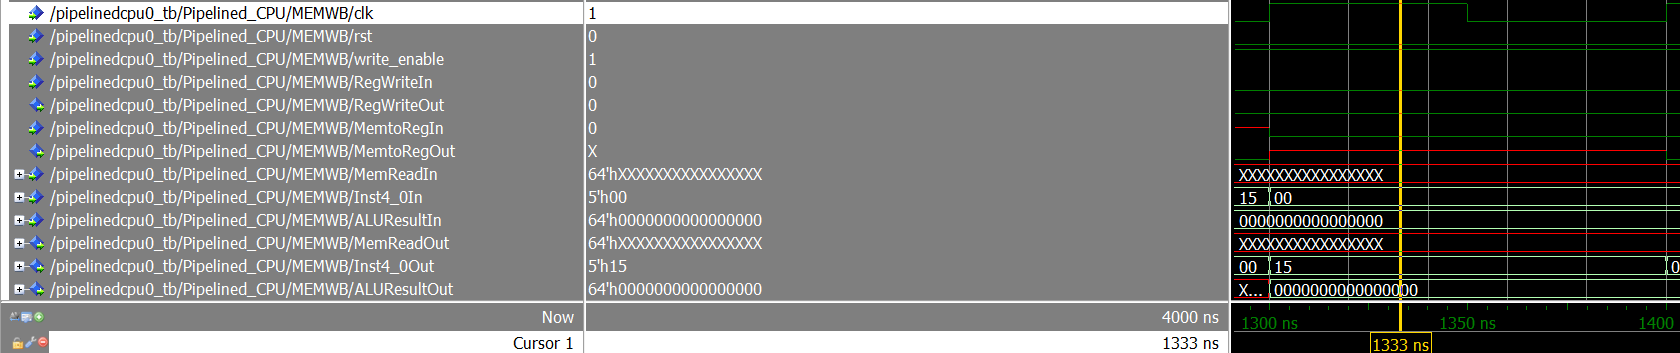 /pipelinedcpu0_tb/Pipelined_CPU/MEMWB/clk 1
/pipelinedcpu0_tb/Pipelined_CPU/MEMWB/rst 0
/pipelinedcpu0_tb/Pipelined_CPU/MEMWB/write_enable 1
/pipelinedcpu0_tb/Pipelined_CPU/MEMWB/RegWriteIn 0
/pipelinedcpu0_tb/Pipelined_CPU/MEMWB/RegWriteOut 0
/pipelinedcpu0_tb/Pipelined_CPU/MEMWB/MemtoRegIn 0
/pipelinedcpu0_tb/Pipelined_CPU/MEMWB/MemtoRegOut X
/pipelinedcpu0_tb/Pipelined_CPU/MEMWB/MemReadIn 64'hXXXXXXXXXXXXXXXX XXXXXXXXXXXXXXXX
/pipelinedcpu0_tb/Pipelined_CPU/MEMWB/Inst4_0In 5'h00 15 00
/pipelinedcpu0_tb/Pipelined_CPU/MEMWB/ALUResultIn 64'h0000000000000000 0000000000000000
/pipelinedcpu0_tb/Pipelined_CPU/MEMWB/MemReadOut 64'hXXXXXXXXXXXXXXXX XXXXXXXXXXXXXXXX
/pipelinedcpu0_tb/Pipelined_CPU/MEMWB/Inst4_0Out 5'h15 00 15 0
/pipelinedcpu0_tb/Pipelined_CPU/MEMWB/ALUResultOut 64'h0000000000000000 X... 0000000000000000
Now 4000 ns 1300 ns 1350 ns 1400
Cursor 1 1333 ns 1333 ns